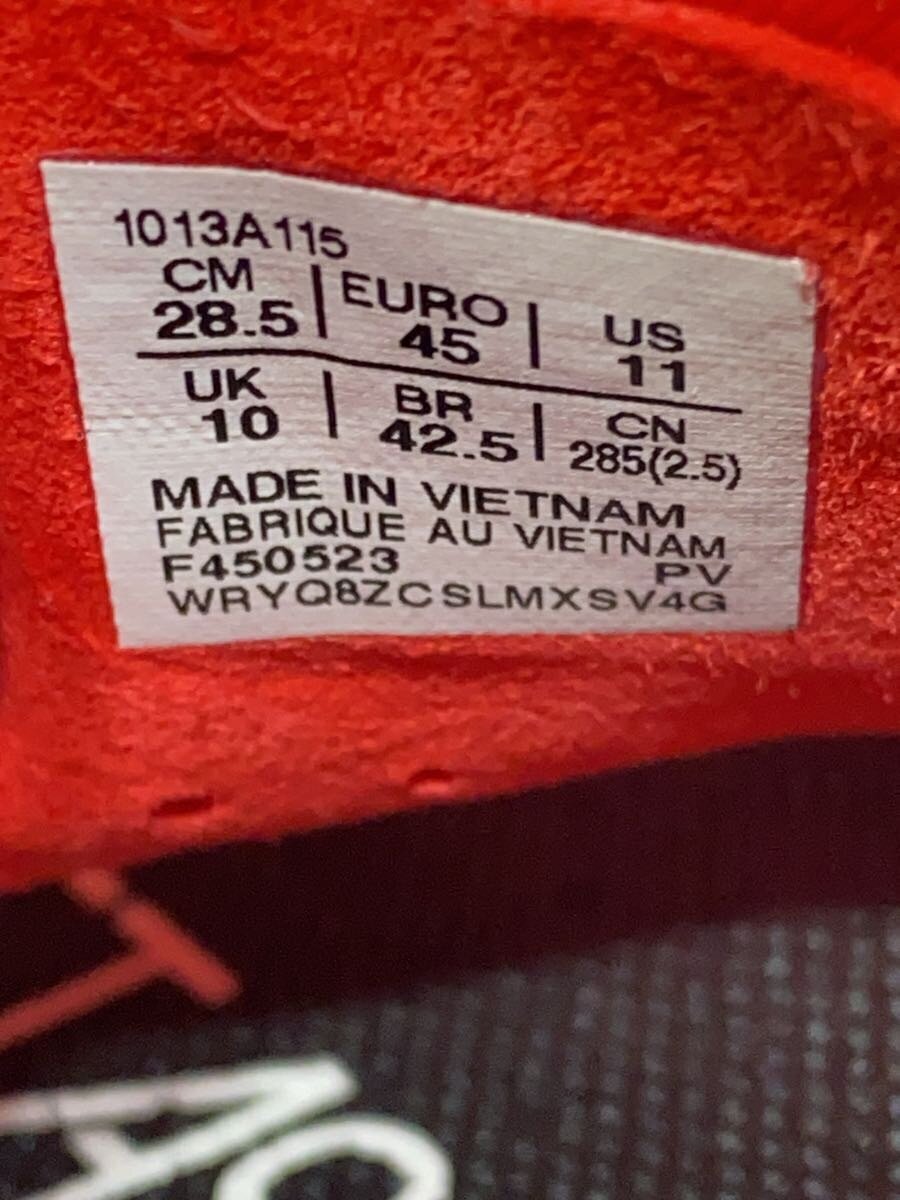 1013A115
CM | EURO | US
28.5 | 45 | 11
UK | BR | CN
10 | 42.5 | 285(2.5)
MADE IN VIETNAM
FABRIQUE AU VIETNAM
F450523 PV
WRYQ8ZCSLMXSV4G